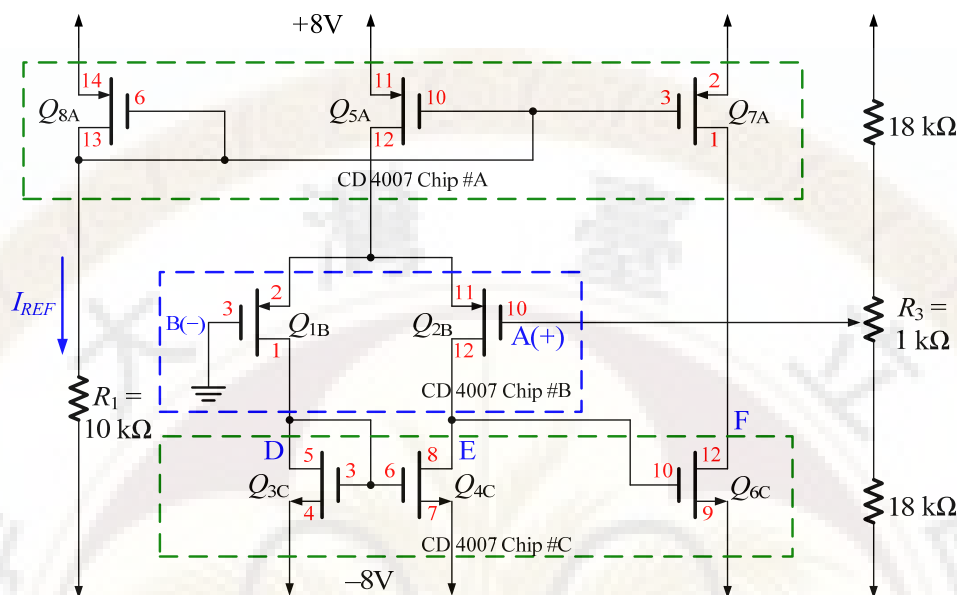 +8V
14
6
Q8A
13
11
10
Q5A
12
3
2
Q7A
1
18 kΩ
CD 4007 Chip #A
IREF
B(−)
3
2
Q1B
1
11
10
Q2B
12
A(+)
R3 =
1 kΩ
CD 4007 Chip #B
R1 =
10 kΩ
D
E
F
5
3
Q3C
4
6
8
Q4C
7
10
12
Q6C
9
18 kΩ
CD 4007 Chip #C
–8V